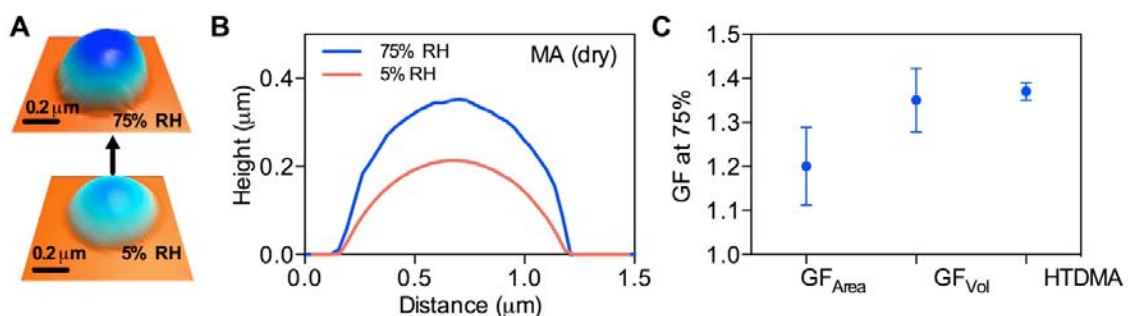 A
0.2 μm
75% RH
0.2 μm
5% RH
B
75% RH
5% RH
MA (dry)
Height (μm)
0.4
0.2
0.0
0.0 0.5 1.0 1.5
Distance (μm)
C
GF at 75%
1.5
1.4
1.3
1.2
1.1
1.0
GF_Area GF_Vol HTDMA